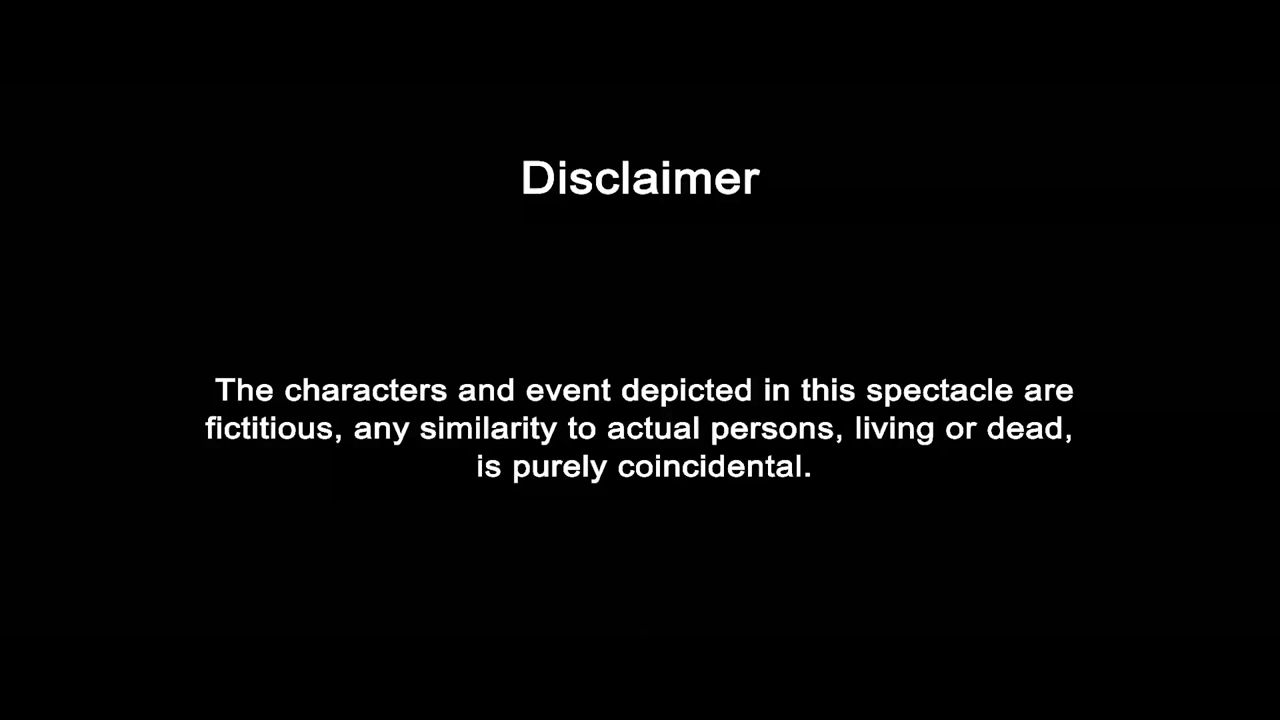 Disclaimer
The characters and event depicted in this spectacle are
fictitious, any similarity to actual persons, living or dead,
is purely coincidental.